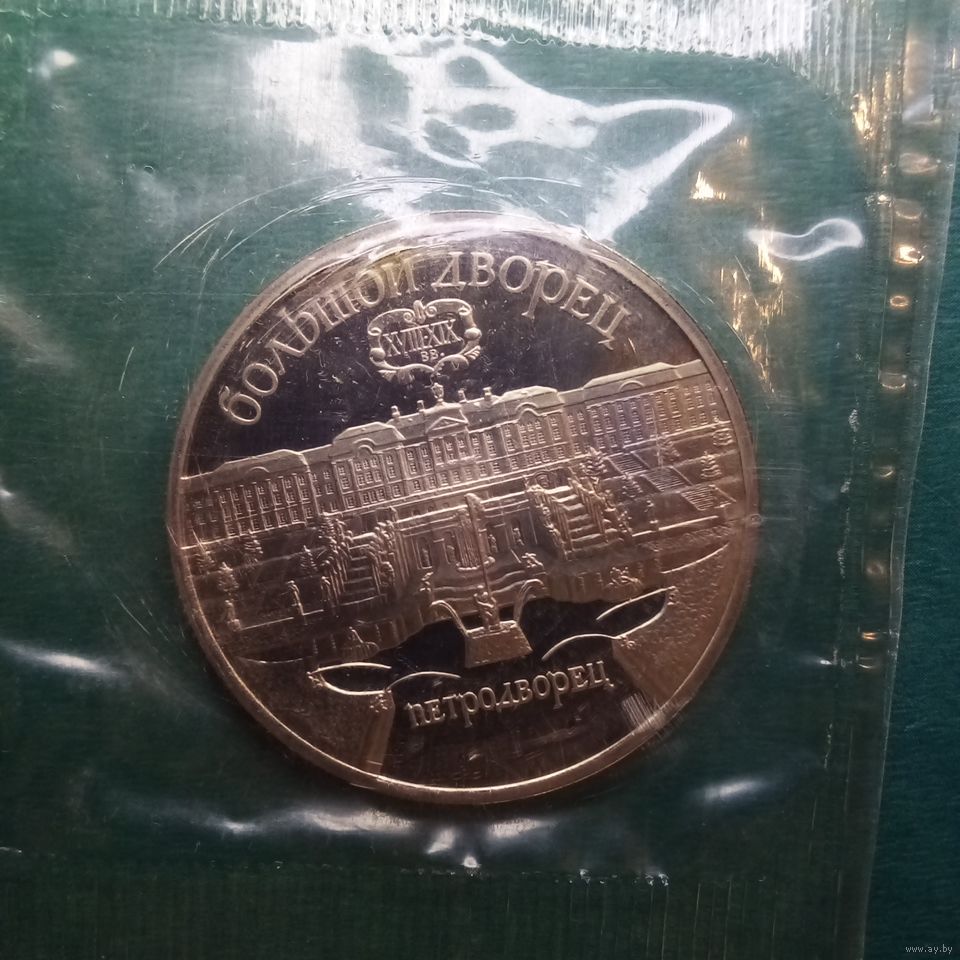 БОЛЬШОЙ ДВОРЕЦ
XVIII-XIX
ВВ.
ПЕТРОДВОРЕЦ
www.ay.by